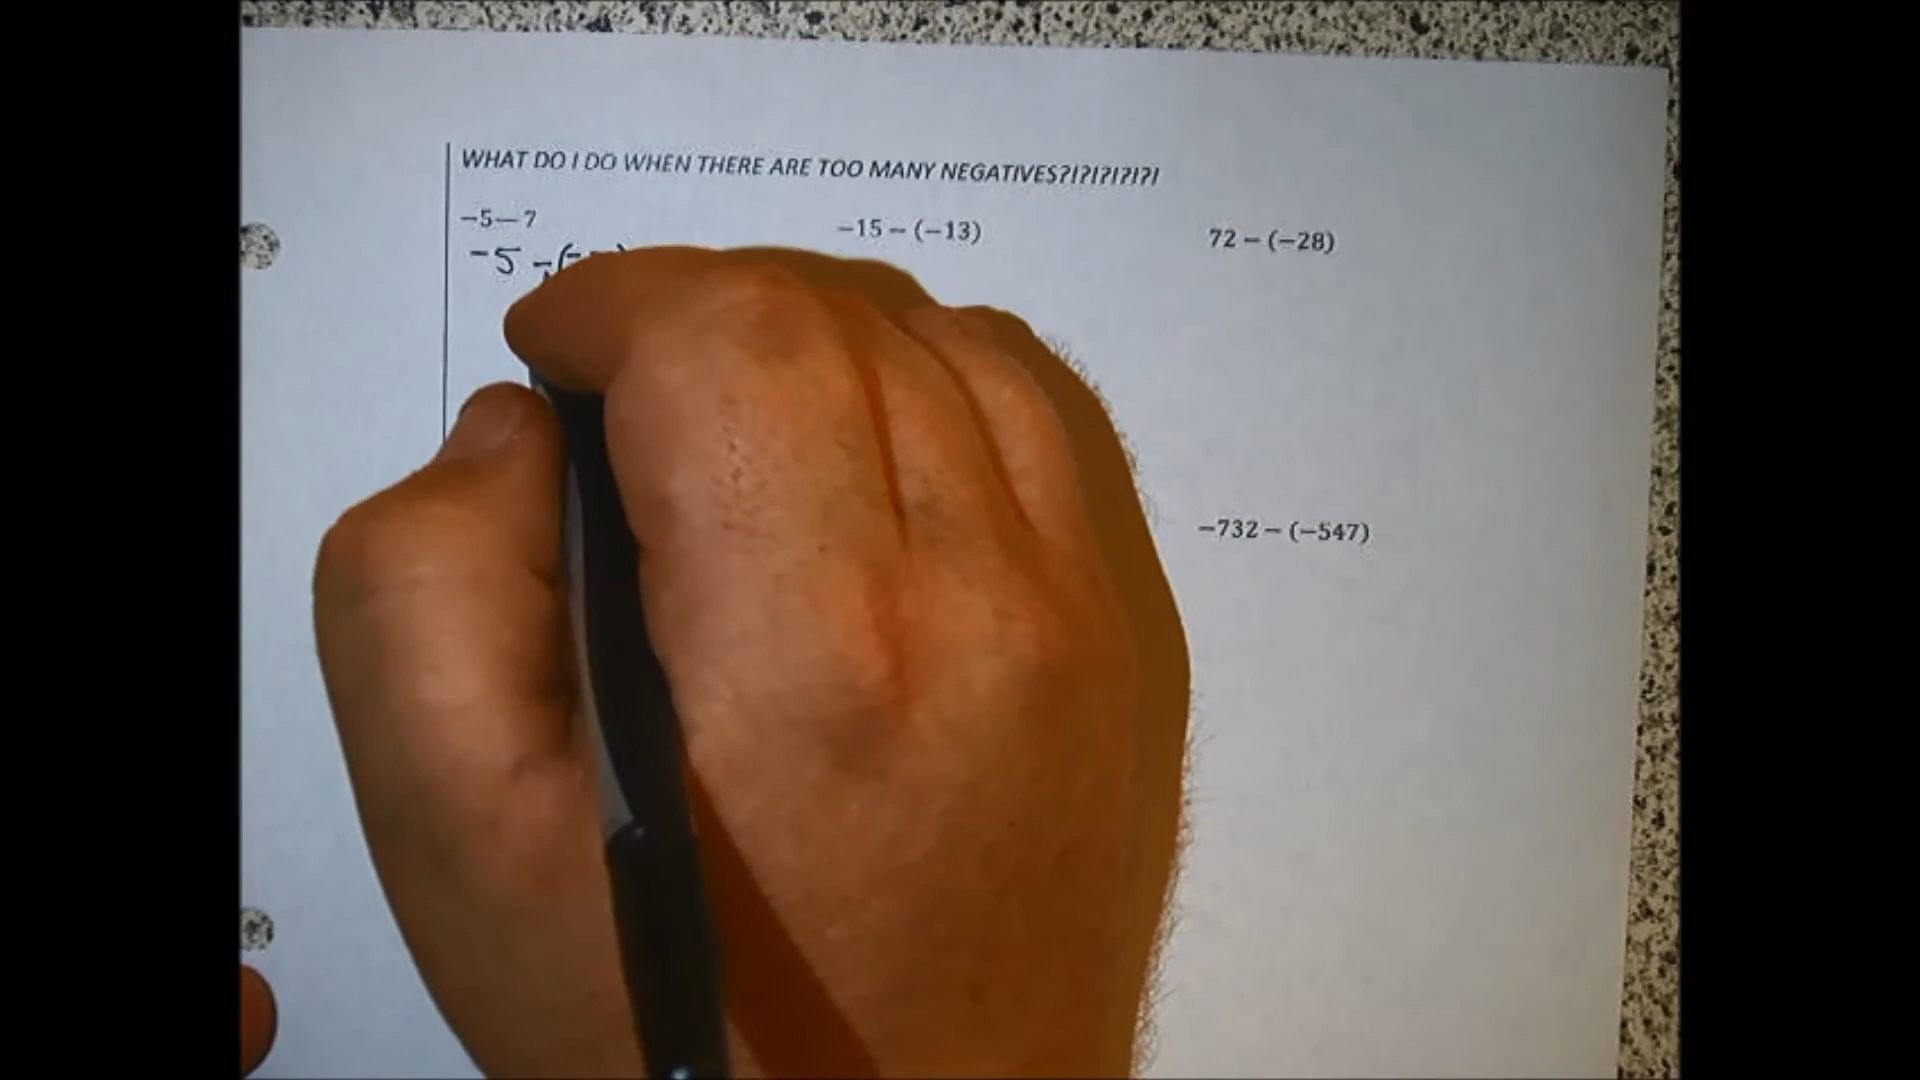 WHAT DO I DO WHEN THERE ARE TOO MANY NEGATIVES?!?!?!?!?!
−5—7
−15 − (−13)
72 − (−28)
-5 -(-
−732 − (−547)